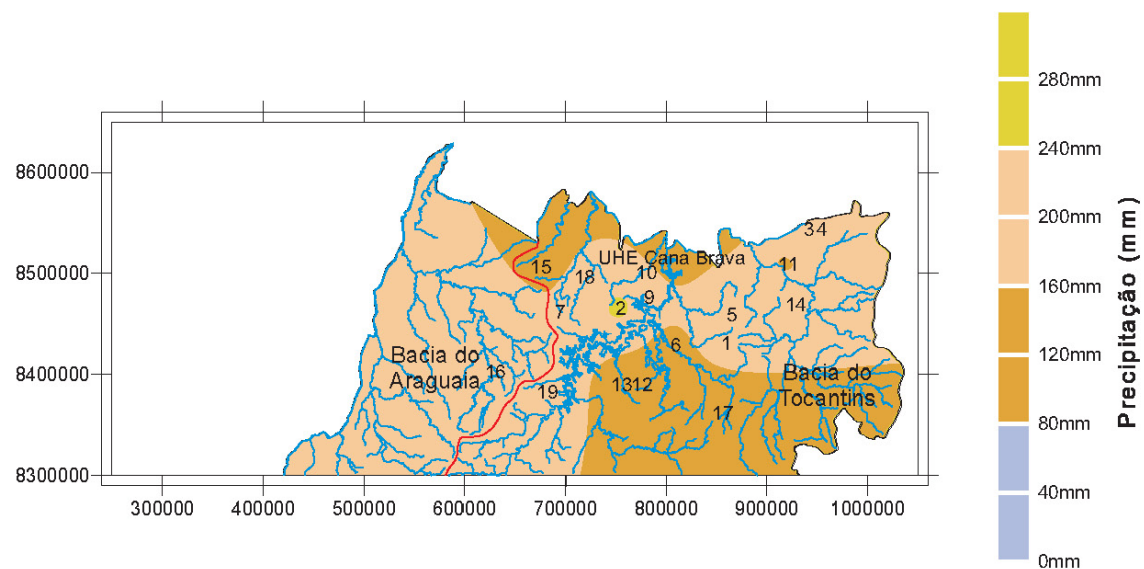 280mm
240mm
200mm
160mm
120mm
80mm
40mm
0mm
Precipitação (mm)
8600000
8500000
8400000
8300000
300000
400000
500000
600000
700000
800000
900000
1000000
34
UHE Cana Brava
15
18
10
11
7
2
9
5
14
1
6
Bacia do
Araguaia
16
19
1312
17
Bacia do
Tocantins